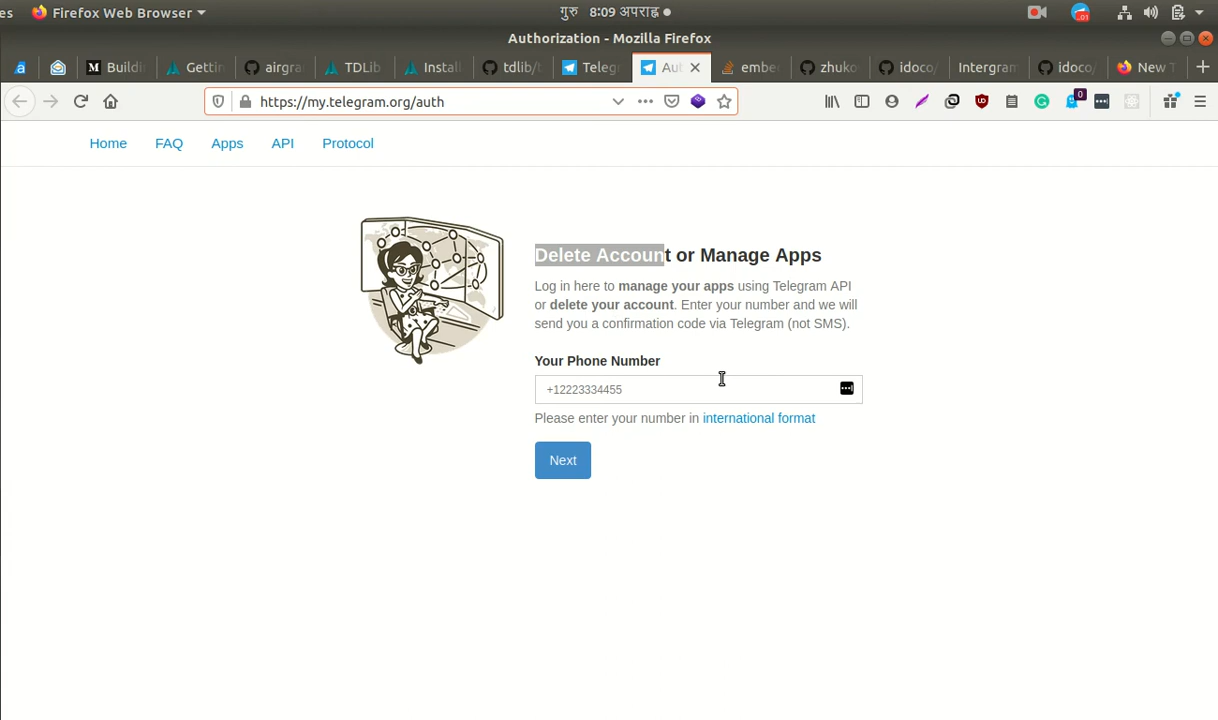 es Firefox Web Browser गुरु 8:09 अपराह्न
Authorization - Mozilla Firefox
Buildi Gettin airgra TDLib Install tdlib/t Telegr Aut embe zhuko idoco/ Intergram idoco/ New T
https://my.telegram.org/auth
0
Home FAQ Apps API Protocol
Delete Account or Manage Apps
Log in here to manage your apps using Telegram API
or delete your account. Enter your number and we will
send you a confirmation code via Telegram (not SMS).
Your Phone Number
+12223334455
Please enter your number in international format
Next